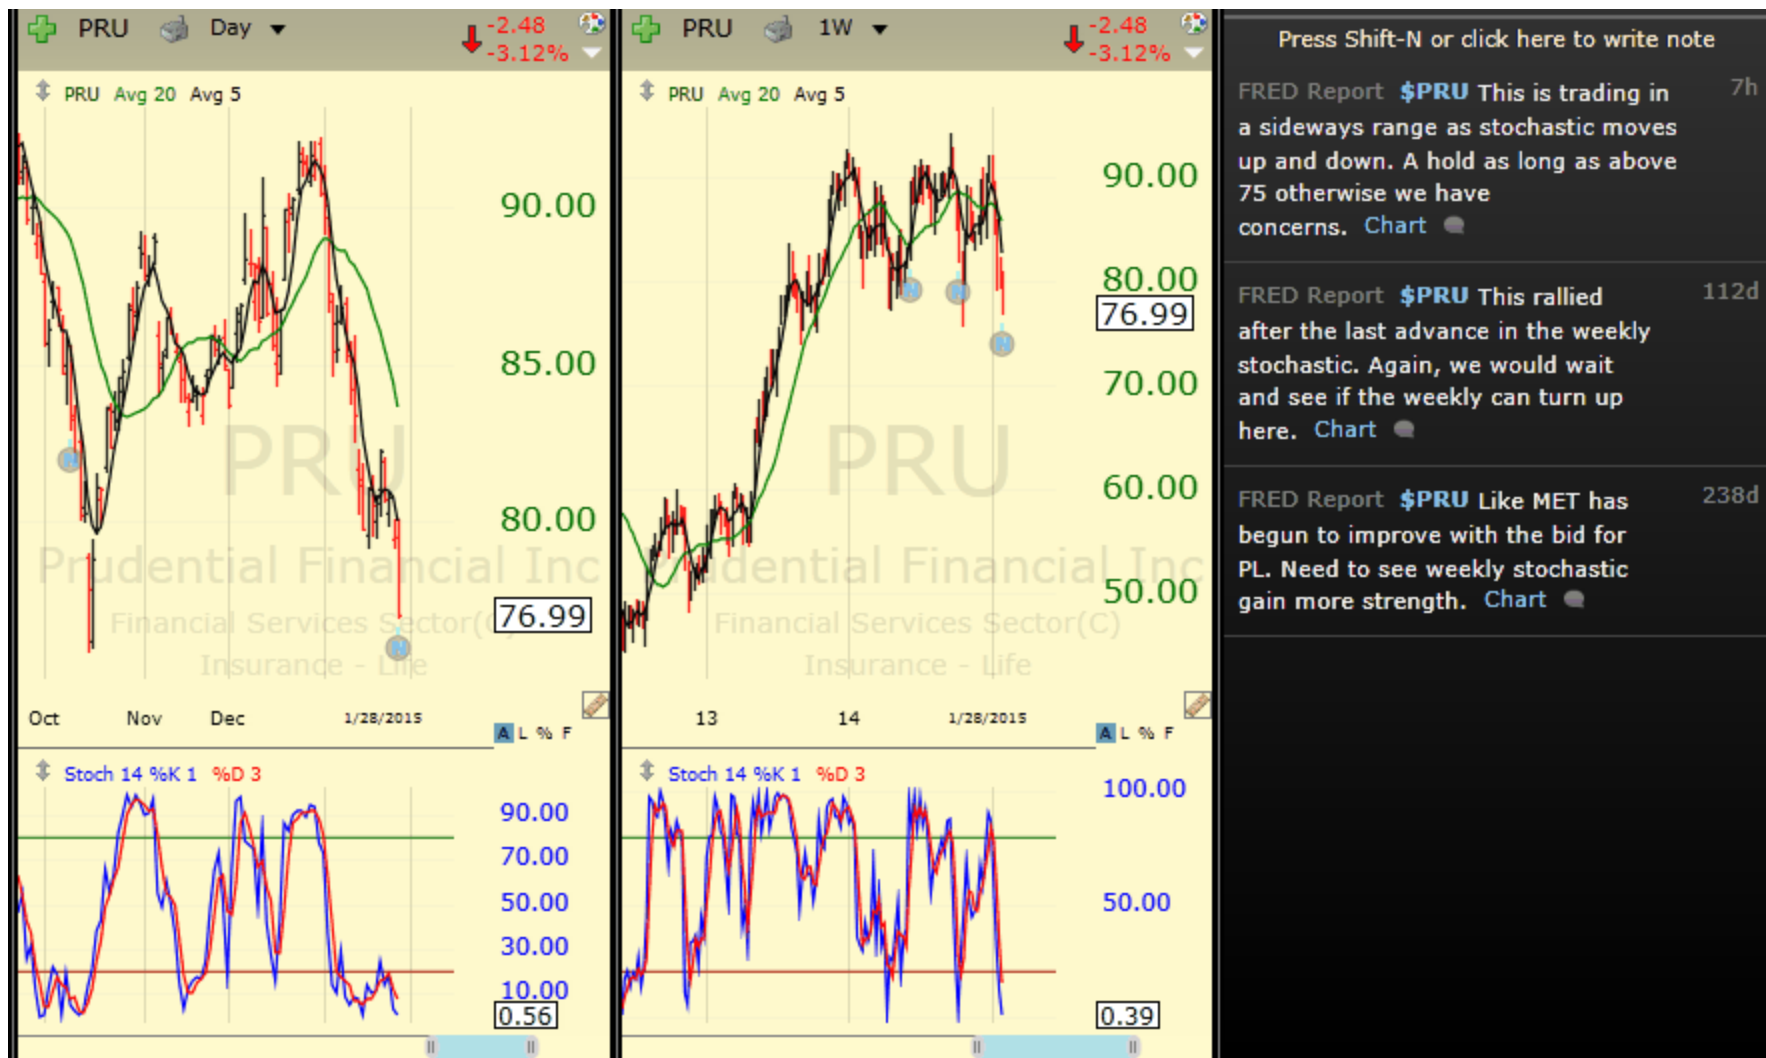 PRU Day -2.48
-3.12%
PRU Avg 20 Avg 5
90.00
85.00
80.00
76.99
PRU
Prudential Financial Inc
Financial Services Sector(C)
Insurance - Life
Oct Nov Dec 1/28/2015
A L % F
Stoch 14 %K 1 %D 3
90.00
70.00
50.00
30.00
10.00
0.56
PRU 1W -2.48
-3.12%
PRU Avg 20 Avg 5
90.00
80.00
76.99
70.00
60.00
50.00
PRU
Prudential Financial Inc
Financial Services Sector(C)
Insurance - Life
N
N
N
N
N
13 14 1/28/2015
A L % F
Stoch 14 %K 1 %D 3
100.00
50.00
0.39
Press Shift-N or click here to write note
FRED Report $PRU This is trading in 7h
a sideways range as stochastic moves
up and down. A hold as long as above
75 otherwise we have
concerns. Chart
FRED Report $PRU This rallied 112d
after the last advance in the weekly
stochastic. Again, we would wait
and see if the weekly can turn up
here. Chart
FRED Report $PRU Like MET has 238d
begun to improve with the bid for
PL. Need to see weekly stochastic
gain more strength. Chart